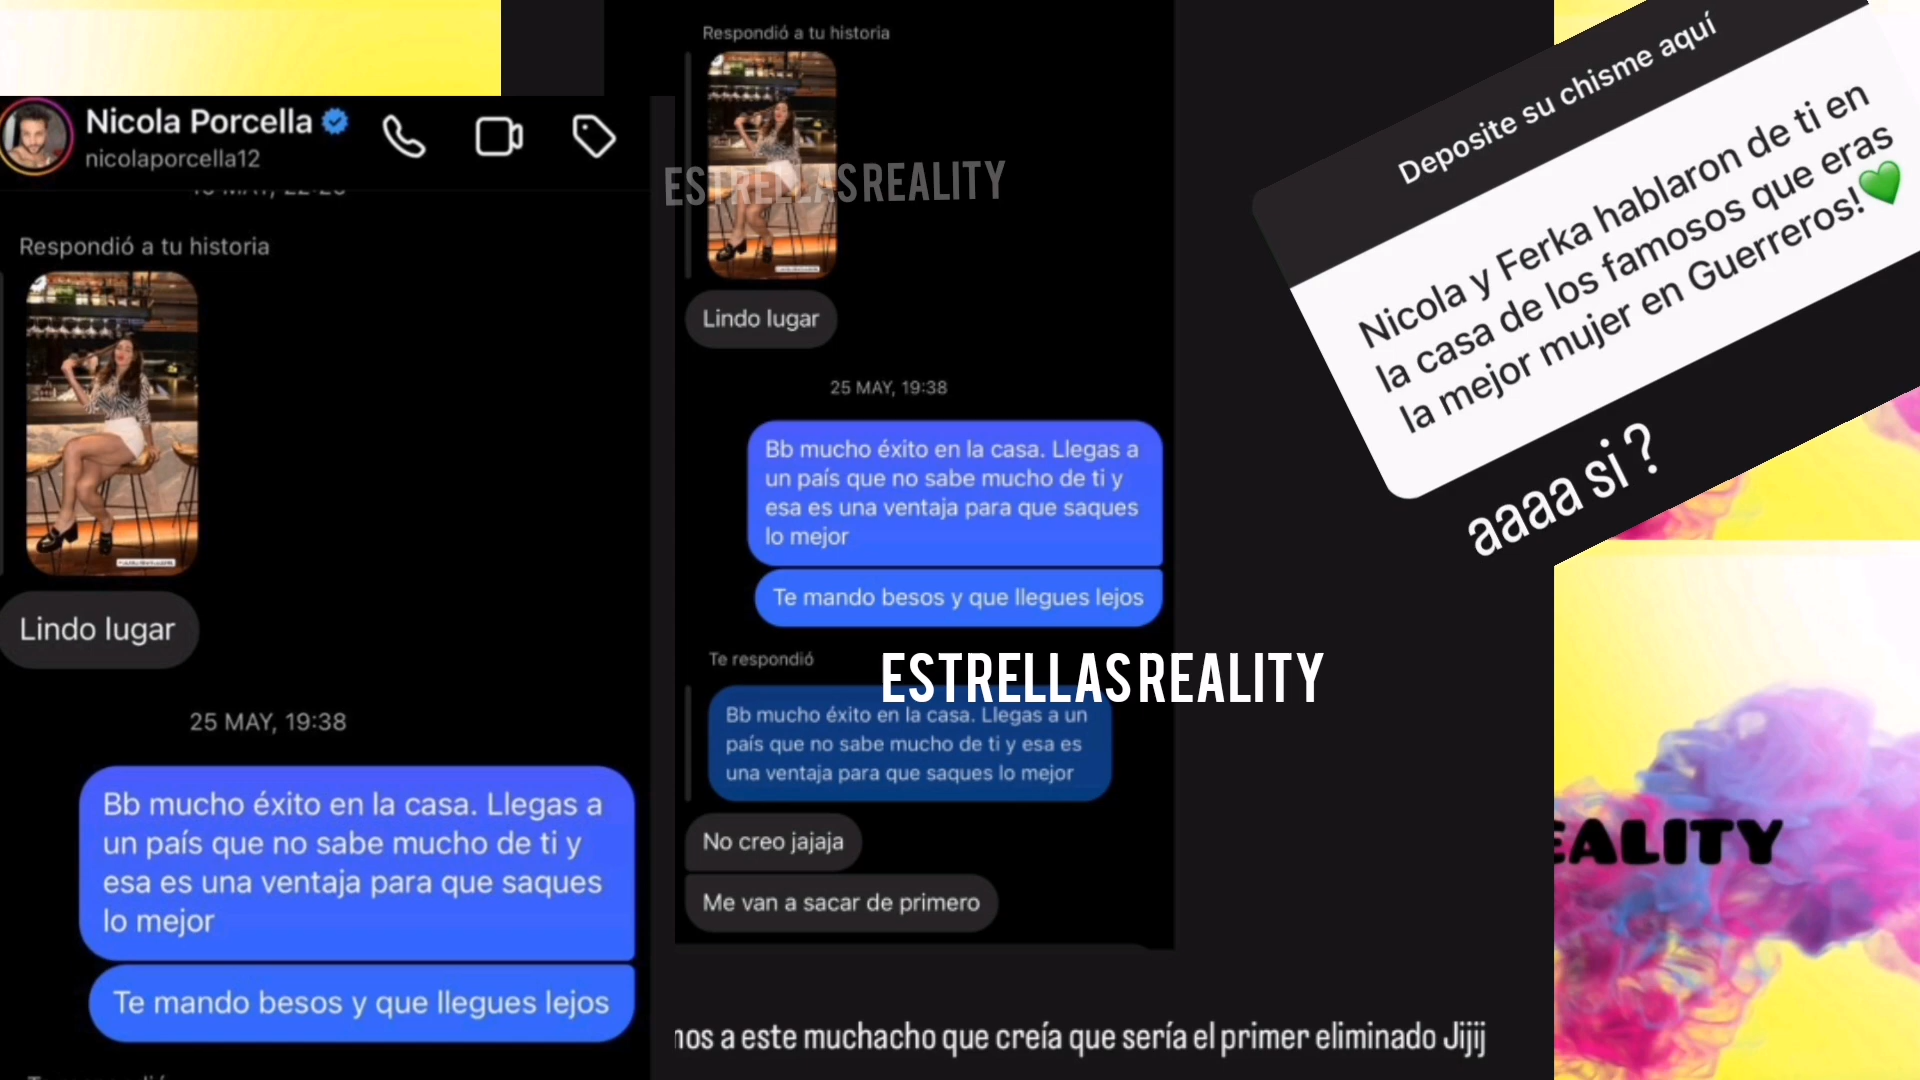 Nicola Porcella
nicolaporcella12
Respondió a tu historia
Lindo lugar
25 MAY, 19:38
Bb mucho éxito en la casa. Llegas a
un país que no sabe mucho de ti y
esa es una ventaja para que saques
lo mejor
Te mando besos y que llegues lejos
Respondió a tu historia
ESTRELLAS REALITY
Lindo lugar
25 MAY, 19:38
Bb mucho éxito en la casa. Llegas a
un país que no sabe mucho de ti y
esa es una ventaja para que saques
lo mejor
Te mando besos y que llegues lejos
Te respondió
ESTRELLAS REALITY
Bb mucho éxito en la casa. Llegas a un
país que no sabe mucho de ti y esa es
una ventaja para que saques lo mejor
No creo jajaja
Me van a sacar de primero
a este muchacho que creía que sería el primer eliminado Jijij
Deposite su chisme aquí
Nicola y Ferka hablaron de ti en
la casa de los famosos que eras
la mejor mujer en Guerreros!💚
aaaa si ?
EALITY